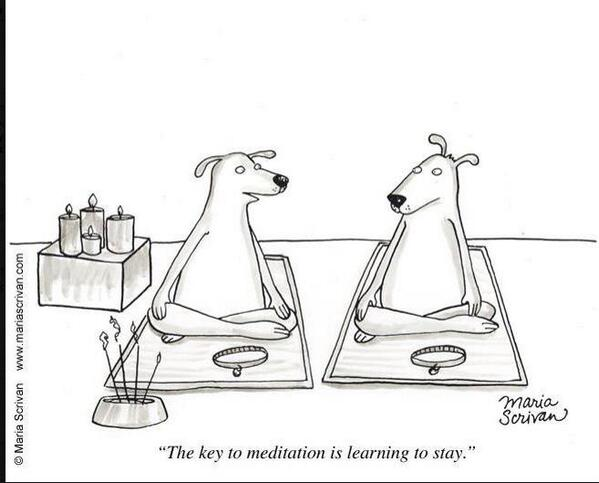 © Maria Scrivan www.mariascrivan.com
Maria
Scrivan
“The key to meditation is learning to stay.”